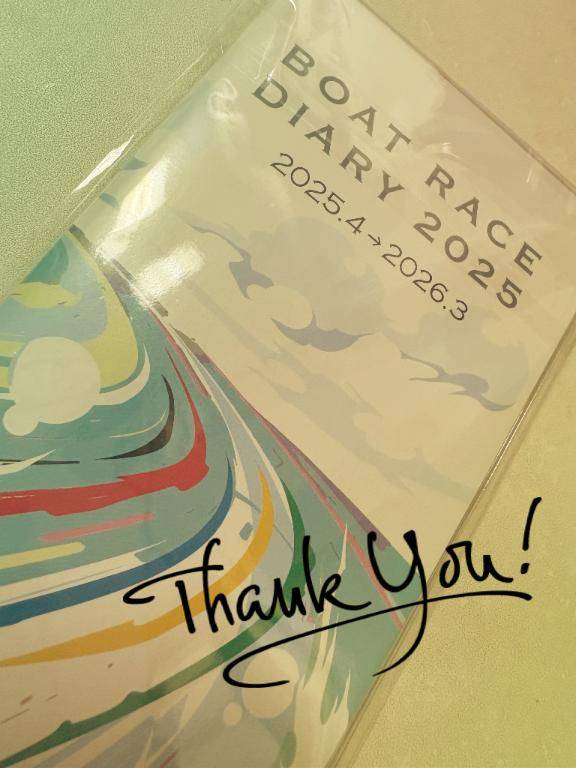 BOAT RACE
DIARY 2025
2025.4→2026.3
Thank You!